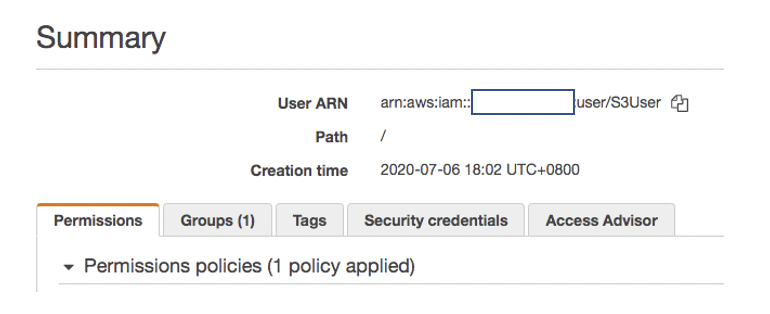 Summary
User ARN arn:aws:iam:: :user/S3User
Path /
Creation time 2020-07-06 18:02 UTC+0800
Permissions Groups (1) Tags Security credentials Access Advisor
Permissions policies (1 policy applied)